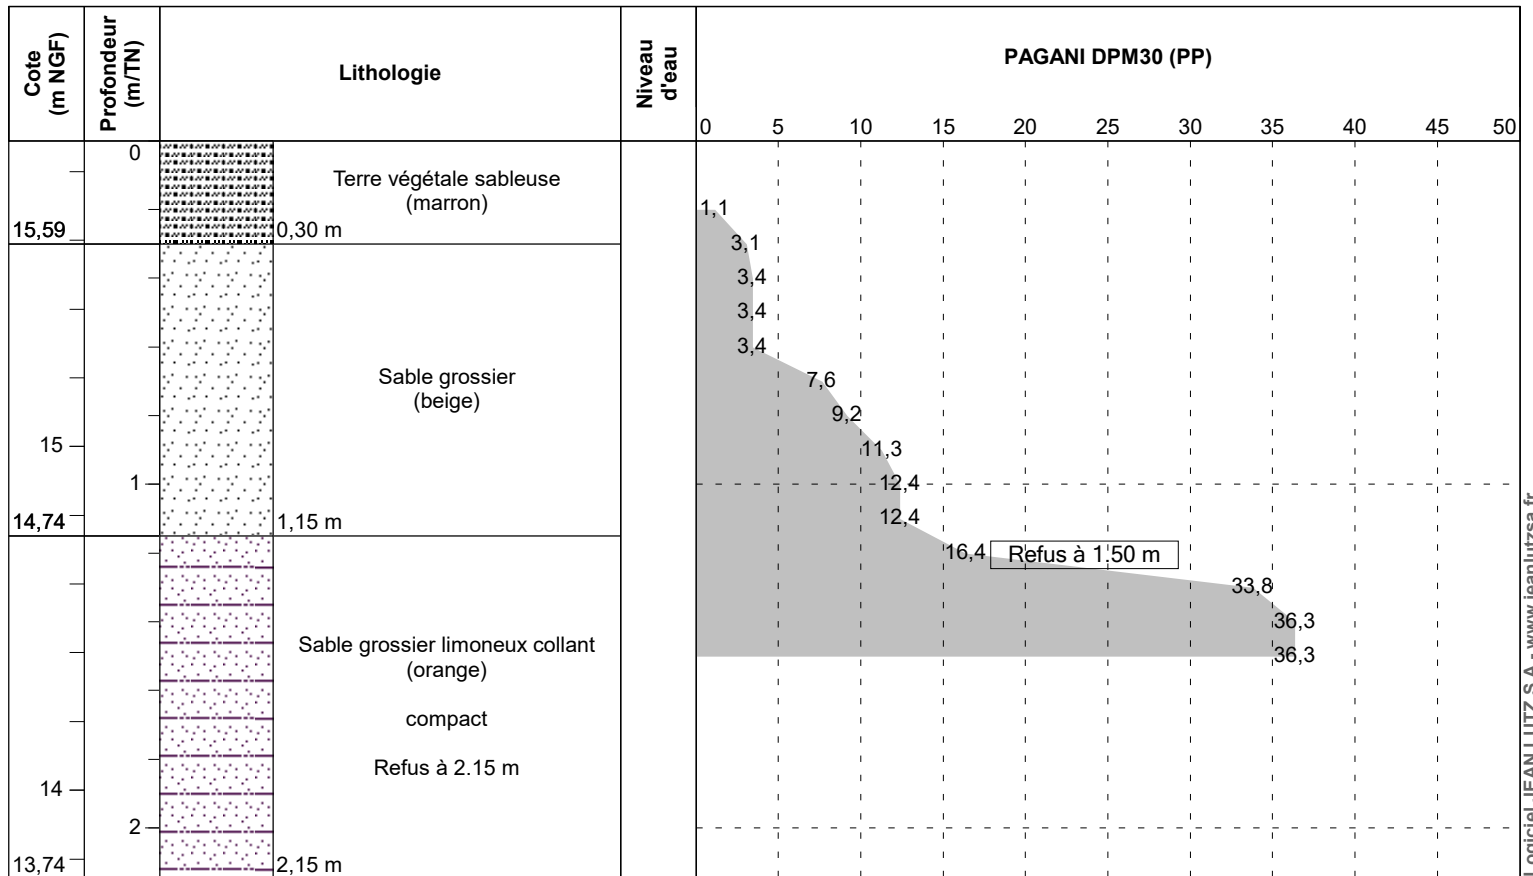 Cote
(m NGF)
Profondeur
(m/TN)
Lithologie
Niveau
d'eau
PAGANI DPM30 (PP)
0 5 10 15 20 25 30 35 40 45 50
0
Terre végétale sableuse
(marron)
15,59
0,30 m
1,1
3,1
3,4
3,4
3,4
Sable grossier
(beige)
7,6
9,2
15
11,3
1
12,4
14,74
1,15 m
12,4
16,4
Refus à 1.50 m
33,8
36,3
Sable grossier limoneux collant
(orange)
36,3
compact
Refus à 2.15 m
14
2
13,74
2,15 m
Logiciel JEAN LUTZ S.A - www.jeanlutzsa.fr